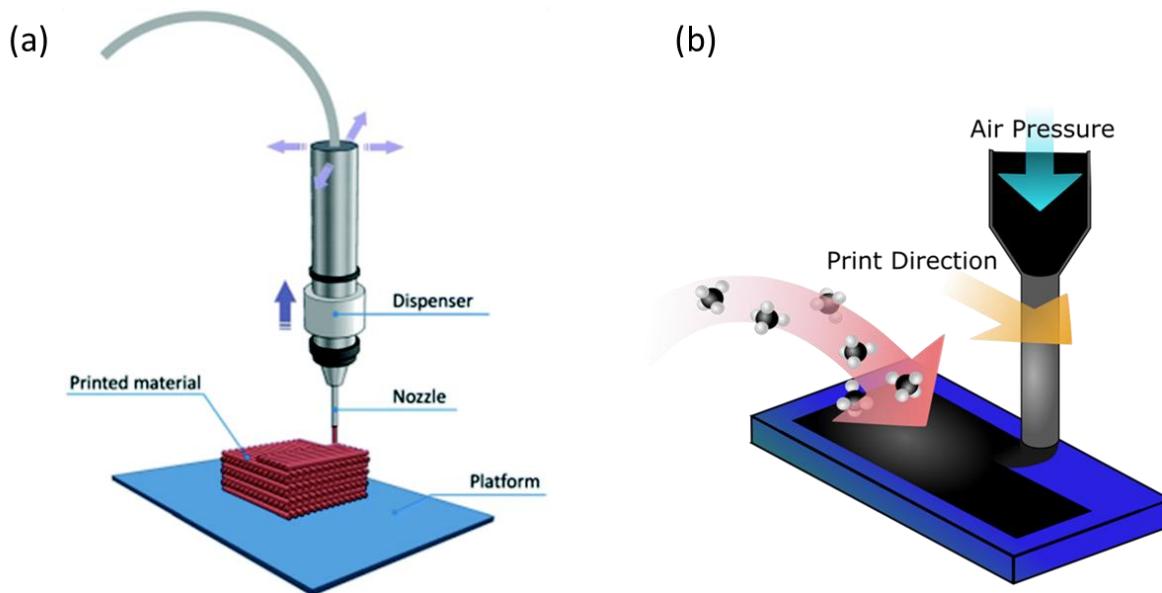 (a)
Dispenser
Printed material
Nozzle
Platform
(b)
Air Pressure
Print Direction